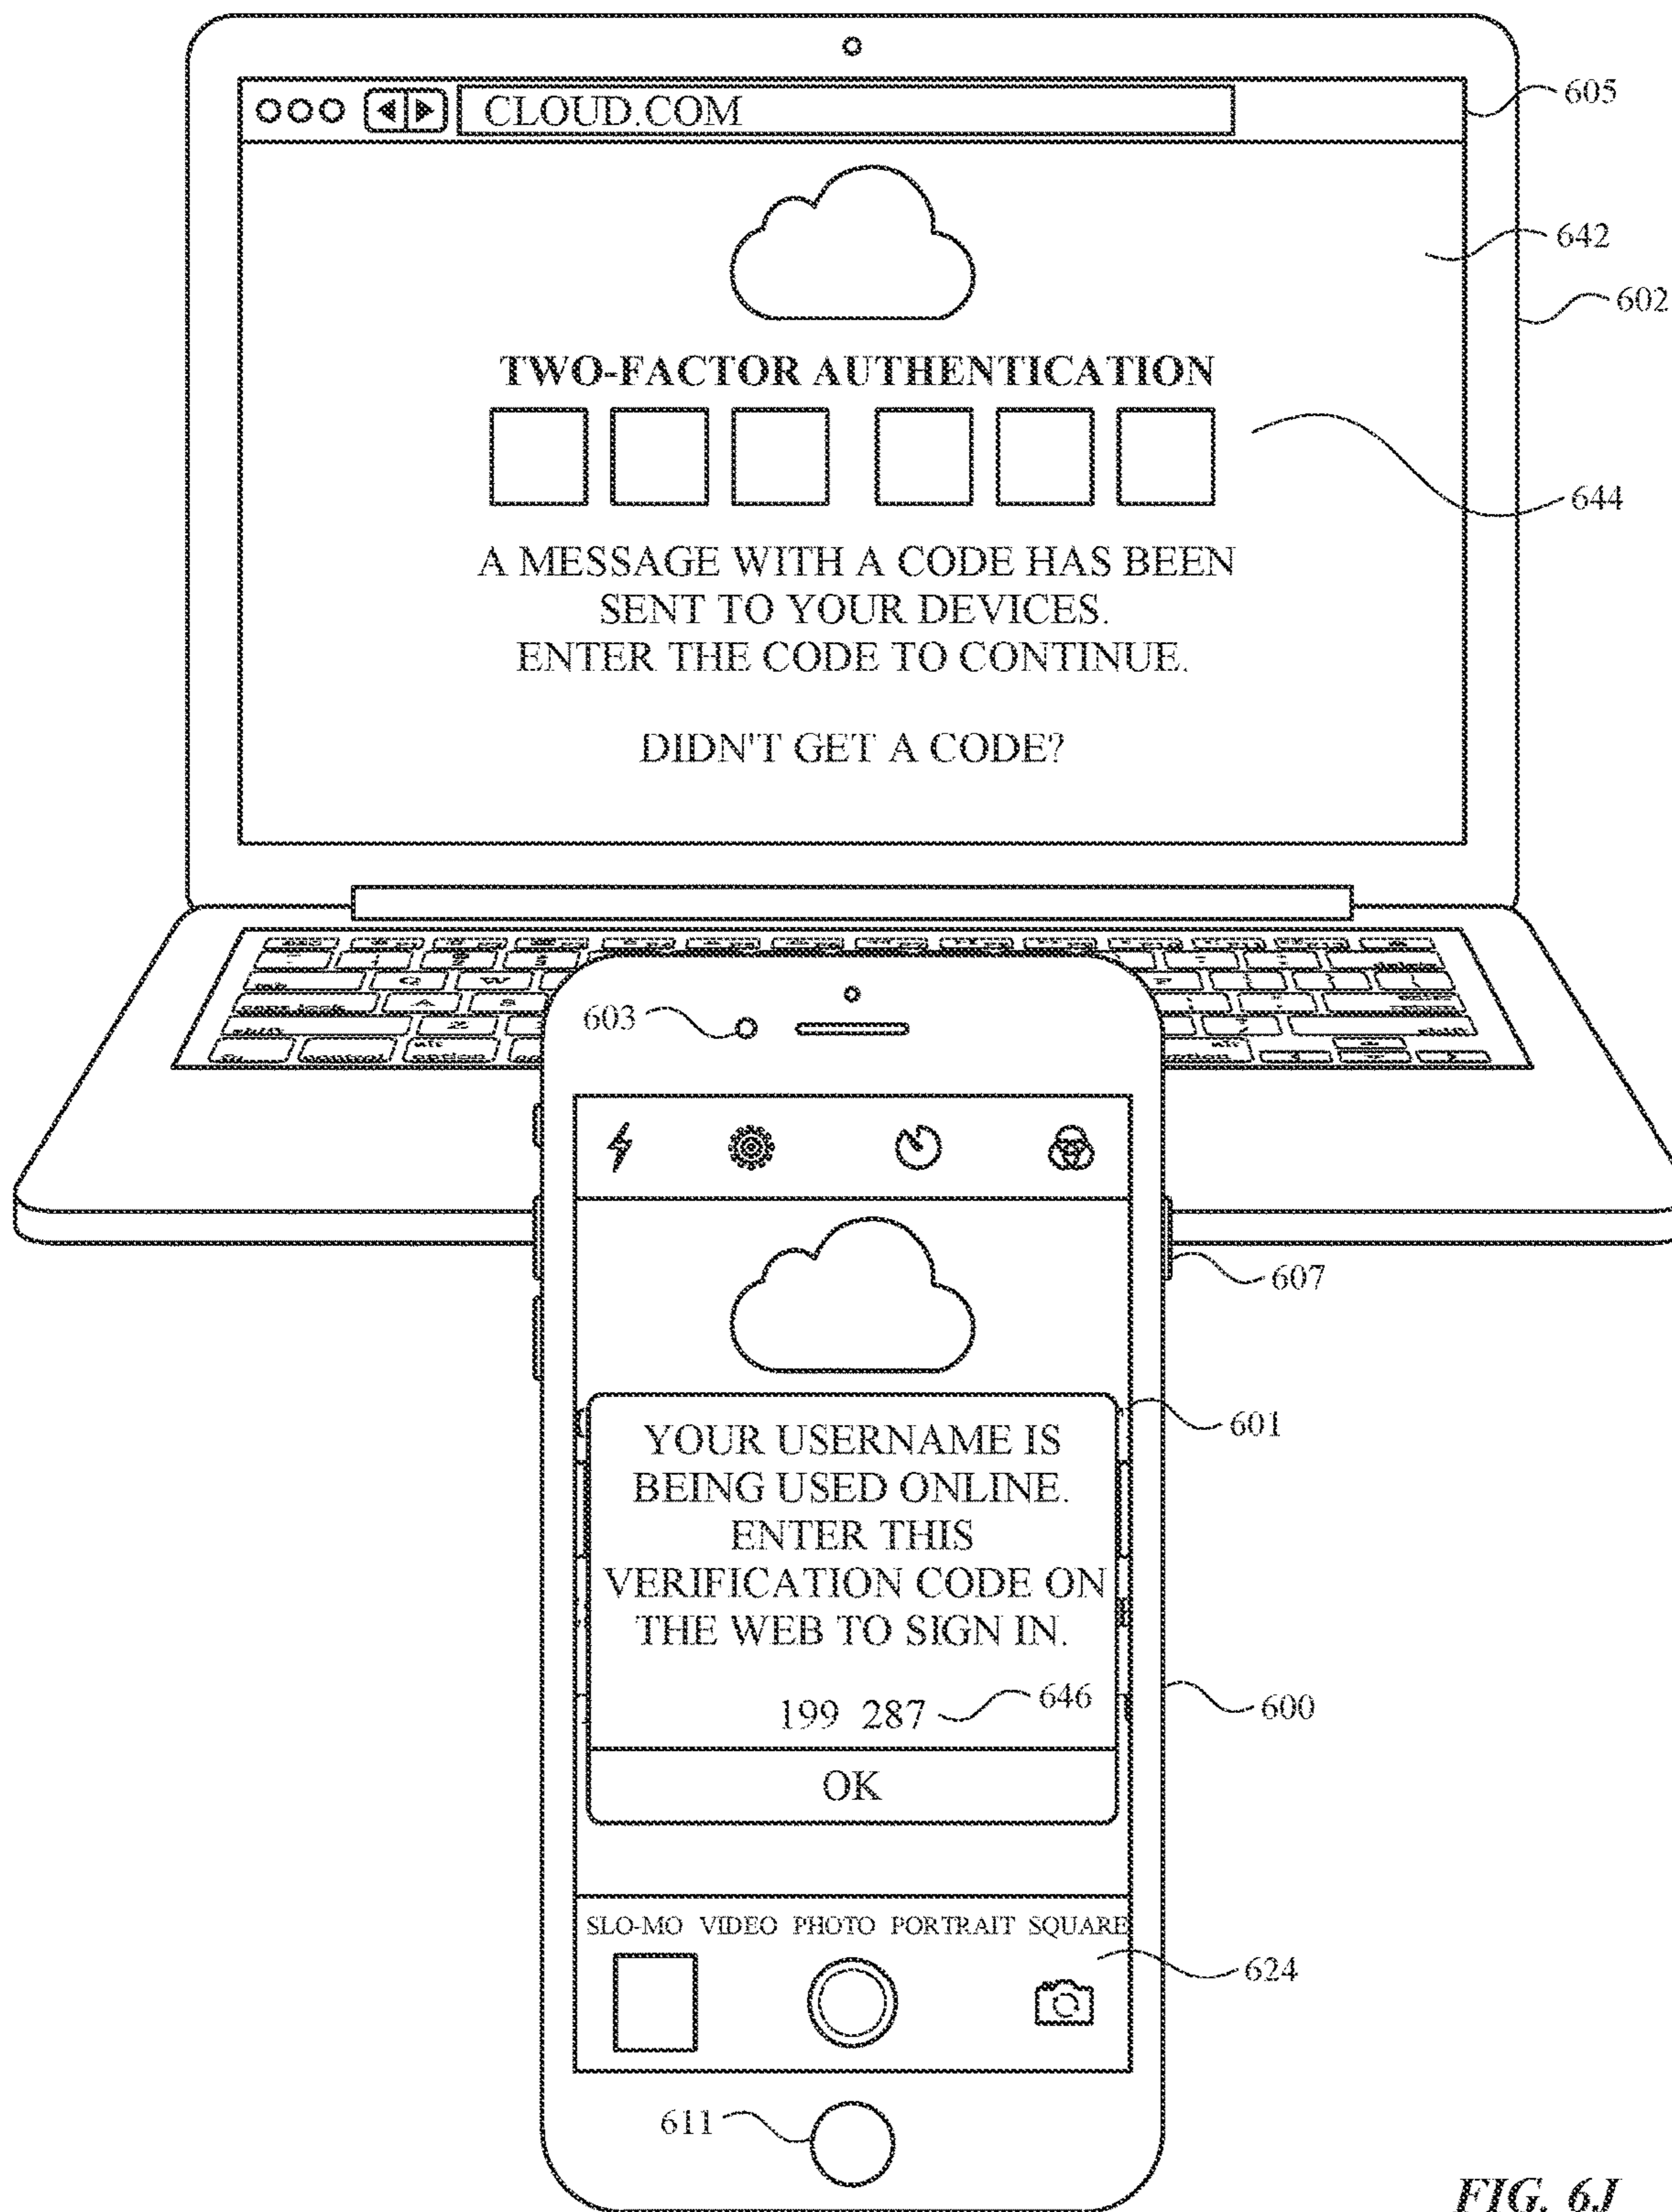 CLOUD.COM
605
642
602
TWO-FACTOR AUTHENTICATION
644
A MESSAGE WITH A CODE HAS BEEN
SENT TO YOUR DEVICES.
ENTER THE CODE TO CONTINUE.
DIDN'T GET A CODE?
603
607
YOUR USERNAME IS
BEING USED ONLINE.
ENTER THIS
VERIFICATION CODE ON
THE WEB TO SIGN IN.
601
199 287
646
600
OK
SLO-MO VIDEO PHOTO PORTRAIT SQUARE
624
611
FIG. 6J